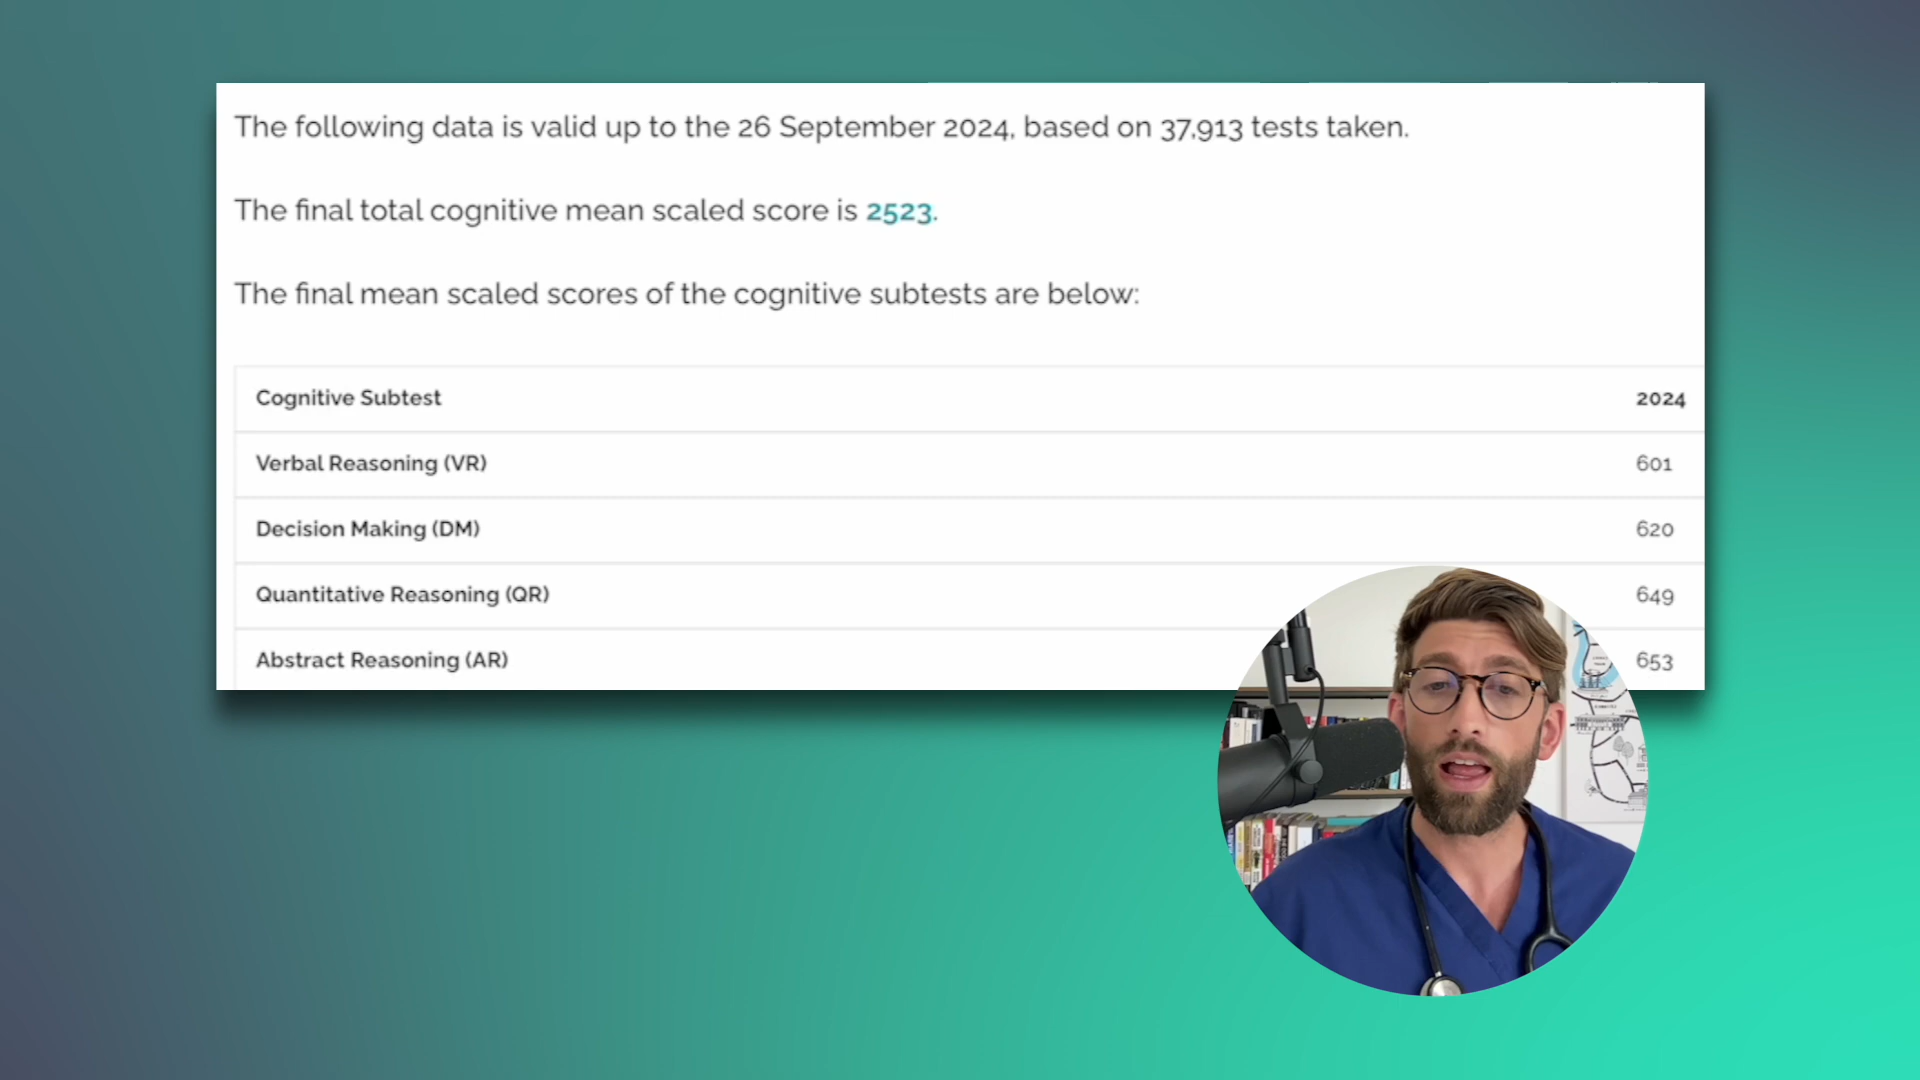 The following data is valid up to the 26 September 2024, based on 37,913 tests taken.
The final total cognitive mean scaled score is 2523.
The final mean scaled scores of the cognitive subtests are below:
Cognitive Subtest 2024
Verbal Reasoning (VR) 601
Decision Making (DM) 620
Quantitative Reasoning (QR) 649
Abstract Reasoning (AR) 653